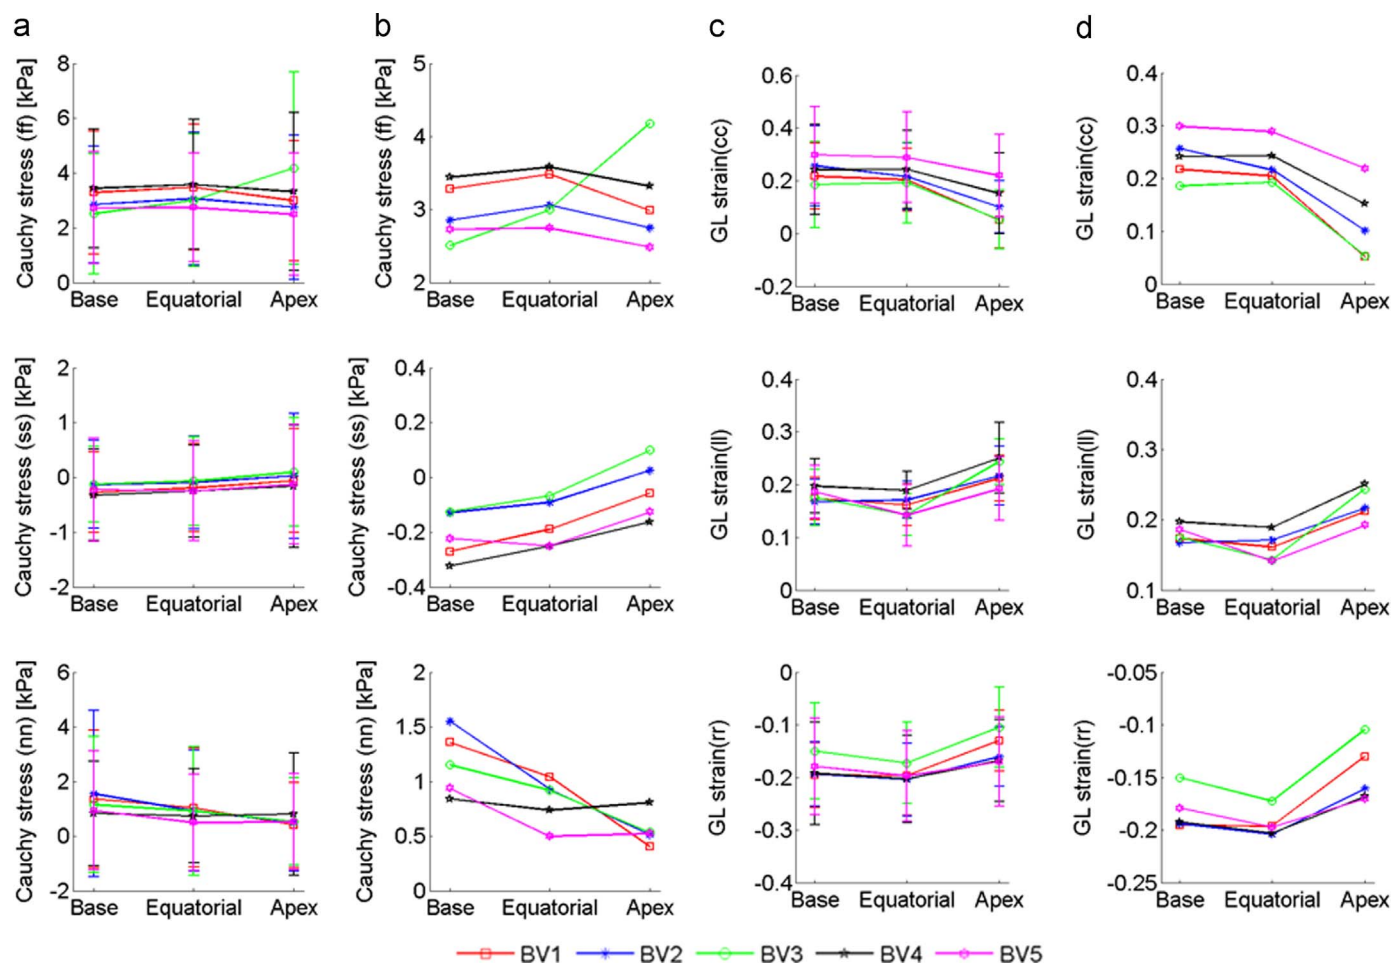 a b c d
Cauchy stress (ff) [kPa]
8
6
4
2
0
Base Equatorial Apex
Cauchy stress (ff) [kPa]
5
4
3
2
Base Equatorial Apex
GL strain(cc)
0.6
0.4
0.2
0
-0.2
Base Equatorial Apex
GL strain(cc)
0.4
0.3
0.2
0.1
0
Base Equatorial Apex
Cauchy stress (ss) [kPa]
2
1
0
-1
-2
Base Equatorial Apex
Cauchy stress (ss) [kPa]
0.4
0.2
0
-0.2
-0.4
Base Equatorial Apex
GL strain(ll)
0.4
0.3
0.2
0.1
0
Base Equatorial Apex
GL strain(ll)
0.4
0.3
0.2
0.1
Base Equatorial Apex
Cauchy stress (nn) [kPa]
6
4
2
0
-2
Base Equatorial Apex
Cauchy stress (nn) [kPa]
2
1.5
1
0.5
0
Base Equatorial Apex
GL strain(rr)
0
-0.1
-0.2
-0.3
-0.4
Base Equatorial Apex
GL strain(rr)
-0.05
-0.1
-0.15
-0.2
-0.25
Base Equatorial Apex
BV1 BV2 BV3 BV4 BV5